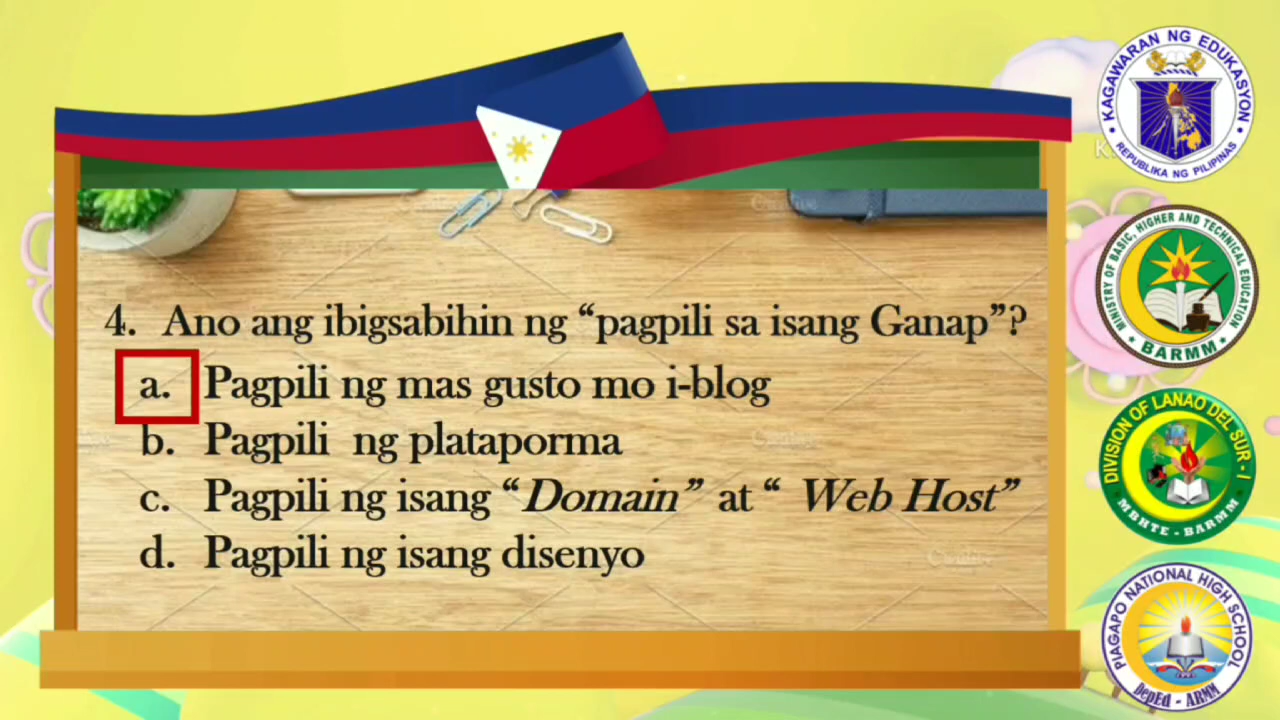 4. Ano ang ibigsabihin ng “pagpili sa isang Ganap”?
a. Pagpili ng mas gusto mo i-blog
b. Pagpili ng plataporma
c. Pagpili ng isang “Domain” at “ Web Host”
d. Pagpili ng isang disenyo
KAGAWARAN NG EDUKASYON
REPUBLIKA NG PILIPINAS
MINISTRY OF BASIC, HIGHER AND TECHNICAL EDUCATION
BARMM
DIVISION OF LANAO DEL SUR - I
MBHTE - BARMM
PIAGAPO NATIONAL HIGH SCHOOL
DepEd - ARMM